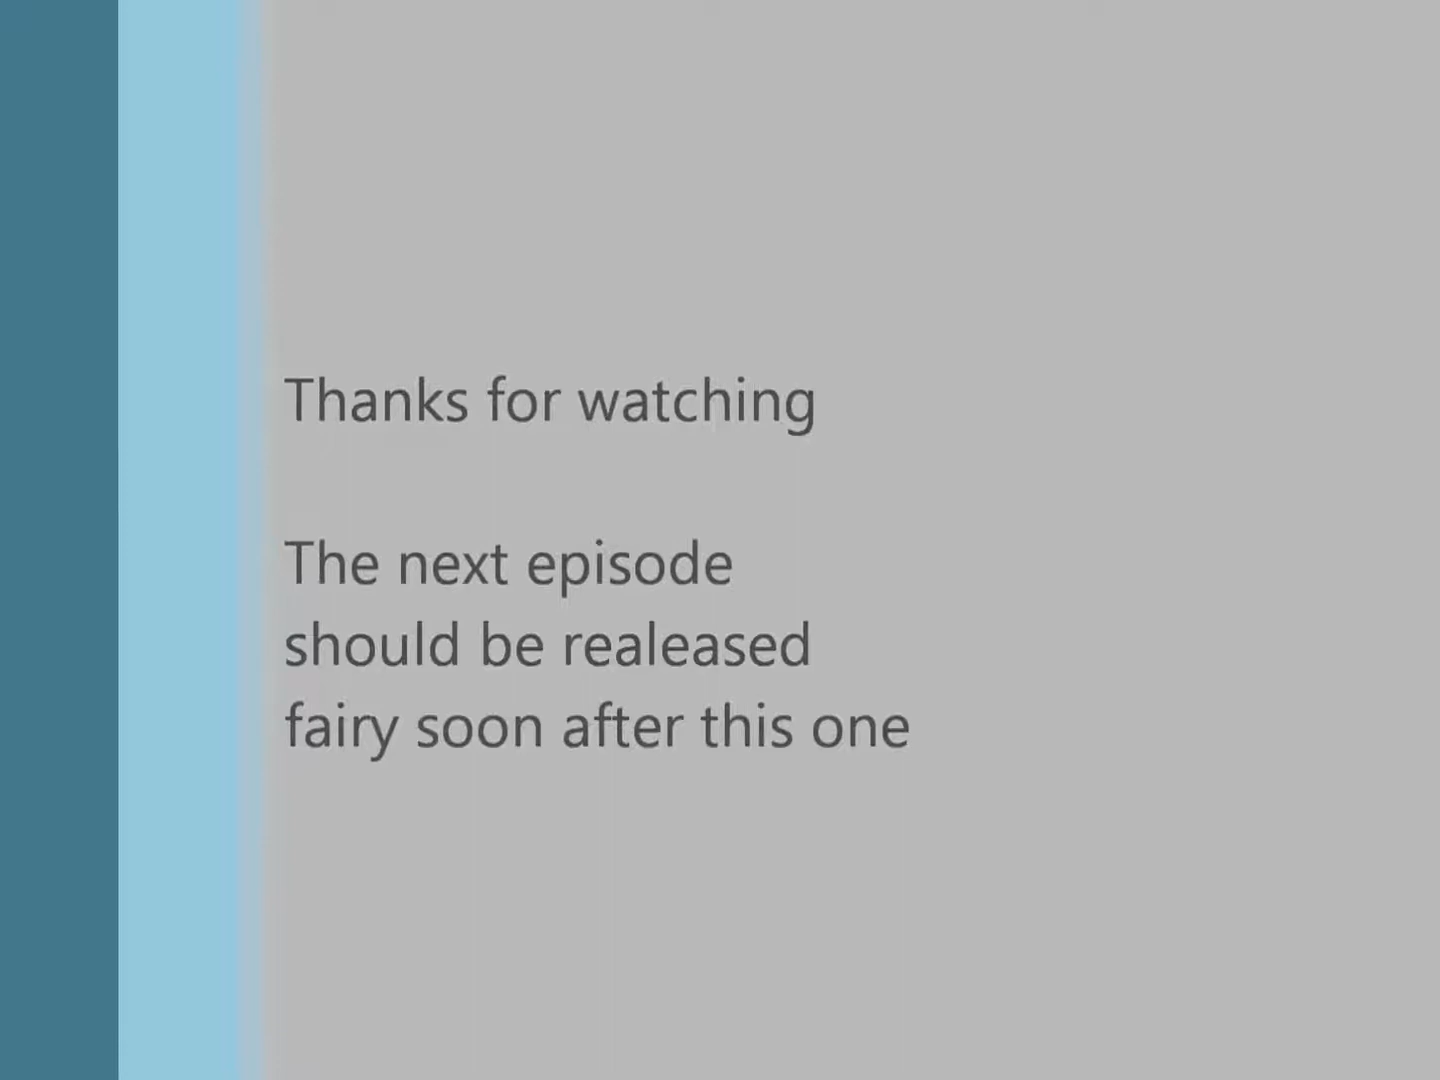 Thanks for watching
The next episode
should be realeased
fairy soon after this one